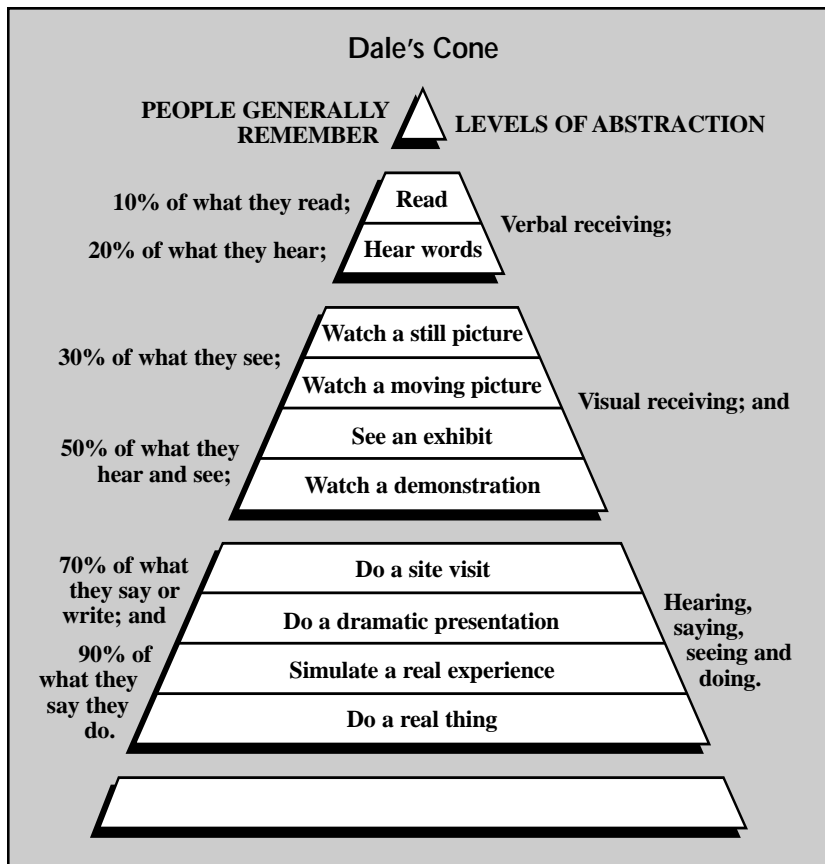 Dale's Cone
PEOPLE GENERALLY
REMEMBER
LEVELS OF ABSTRACTION
10% of what they read;
Read
20% of what they hear;
Hear words
Verbal receiving;
30% of what they see;
Watch a still picture
Watch a moving picture
50% of what they
hear and see;
See an exhibit
Watch a demonstration
Visual receiving; and
70% of what
they say or
write; and
90% of
what they
say they
do.
Do a site visit
Do a dramatic presentation
Simulate a real experience
Do a real thing
Hearing,
saying,
seeing and
doing.